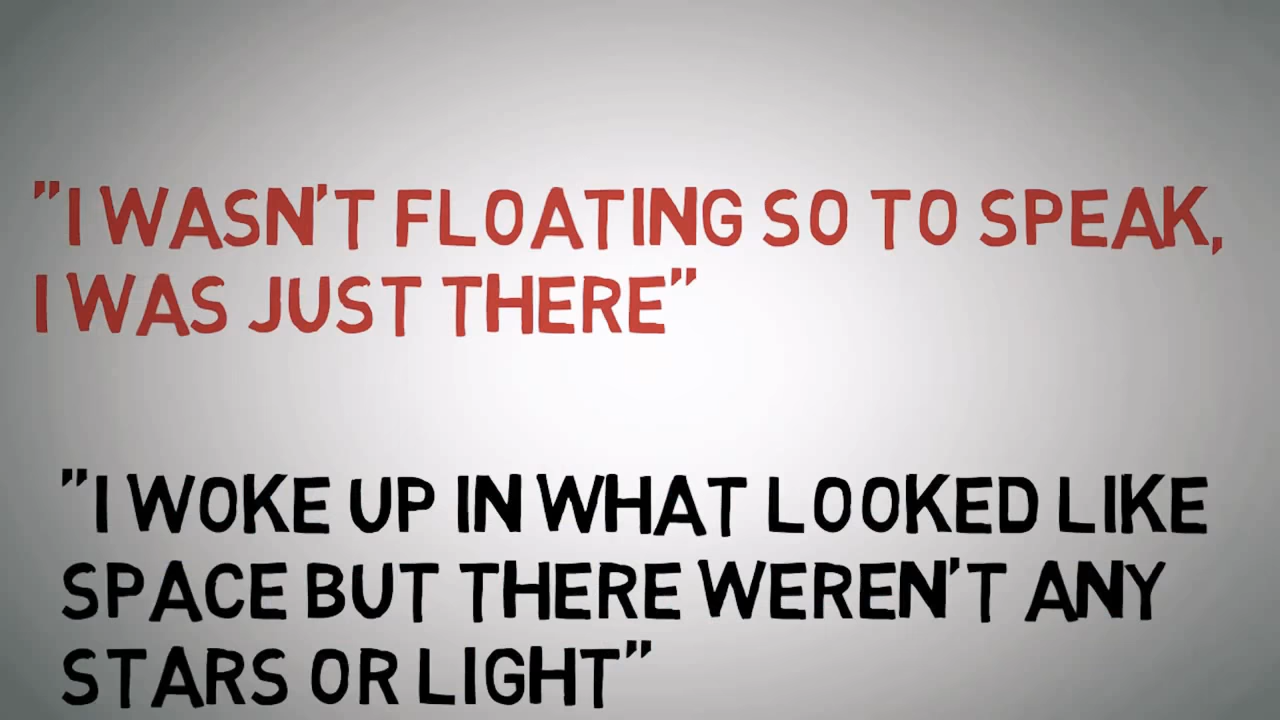 "I WASN'T FLOATING SO TO SPEAK,
I WAS JUST THERE"
"I WOKE UP IN WHAT LOOKED LIKE
SPACE BUT THERE WEREN'T ANY
STARS OR LIGHT"